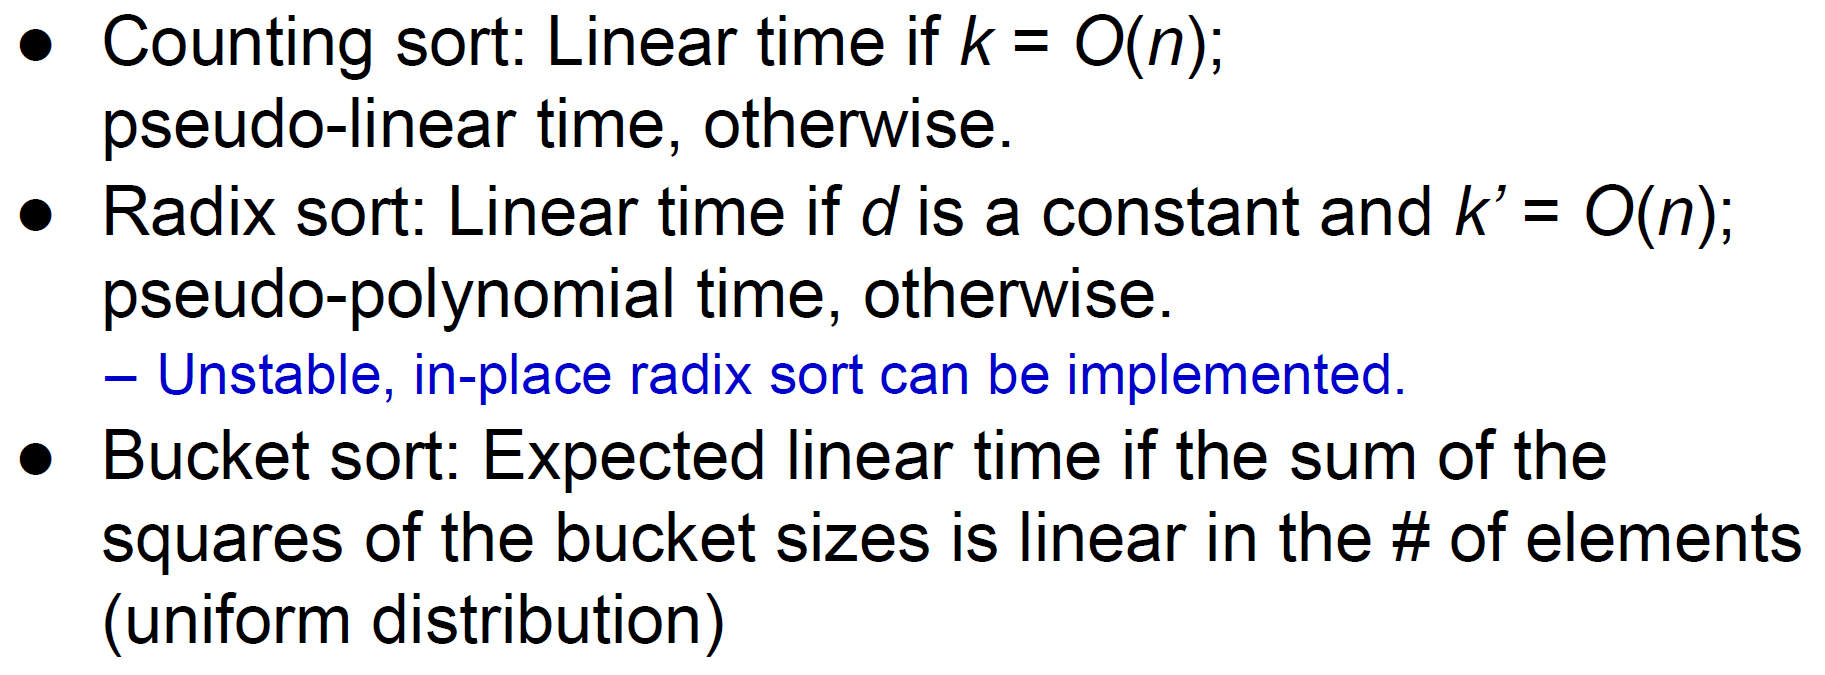 ● Counting sort: Linear time if k = O(n);
pseudo-linear time, otherwise.
● Radix sort: Linear time if d is a constant and k’ = O(n);
pseudo-polynomial time, otherwise.
– Unstable, in-place radix sort can be implemented.
● Bucket sort: Expected linear time if the sum of the
squares of the bucket sizes is linear in the # of elements
(uniform distribution)